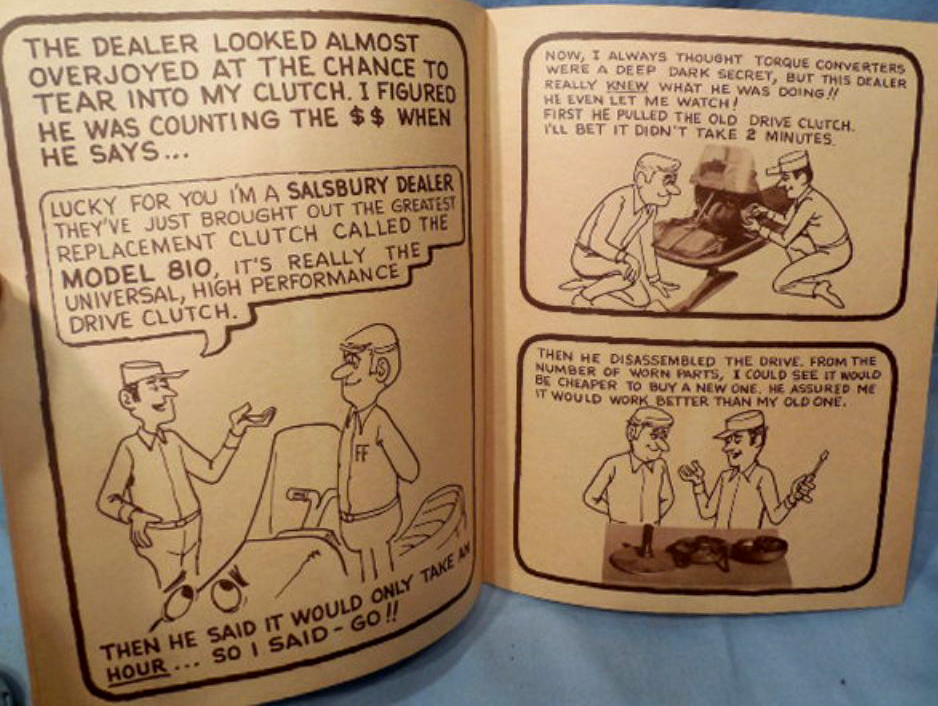 THE DEALER LOOKED ALMOST
OVERJOYED AT THE CHANCE TO
TEAR INTO MY CLUTCH. I FIGURED
HE WAS COUNTING THE $$ WHEN
HE SAYS...
LUCKY FOR YOU I'M A SALSBURY DEALER
THEY'VE JUST BROUGHT OUT THE GREATEST
REPLACEMENT CLUTCH CALLED THE
MODEL 810, IT'S REALLY THE
UNIVERSAL, HIGH PERFORMANCE
DRIVE CLUTCH.
FF
THEN HE SAID IT WOULD ONLY TAKE AN
HOUR... SO I SAID - GO!!
NOW, I ALWAYS THOUGHT TORQUE CONVERTERS
WERE A DEEP DARK SECRET, BUT THIS DEALER
REALLY KNEW WHAT HE WAS DOING!!
HE EVEN LET ME WATCH!
FIRST HE PULLED THE OLD DRIVE CLUTCH.
I'LL BET IT DIDN'T TAKE 2 MINUTES.
THEN HE DISASSEMBLED THE DRIVE. FROM THE
NUMBER OF WORN PARTS, I COULD SEE IT WOULD
BE CHEAPER TO BUY A NEW ONE. HE ASSURED ME
IT WOULD WORK BETTER THAN MY OLD ONE.